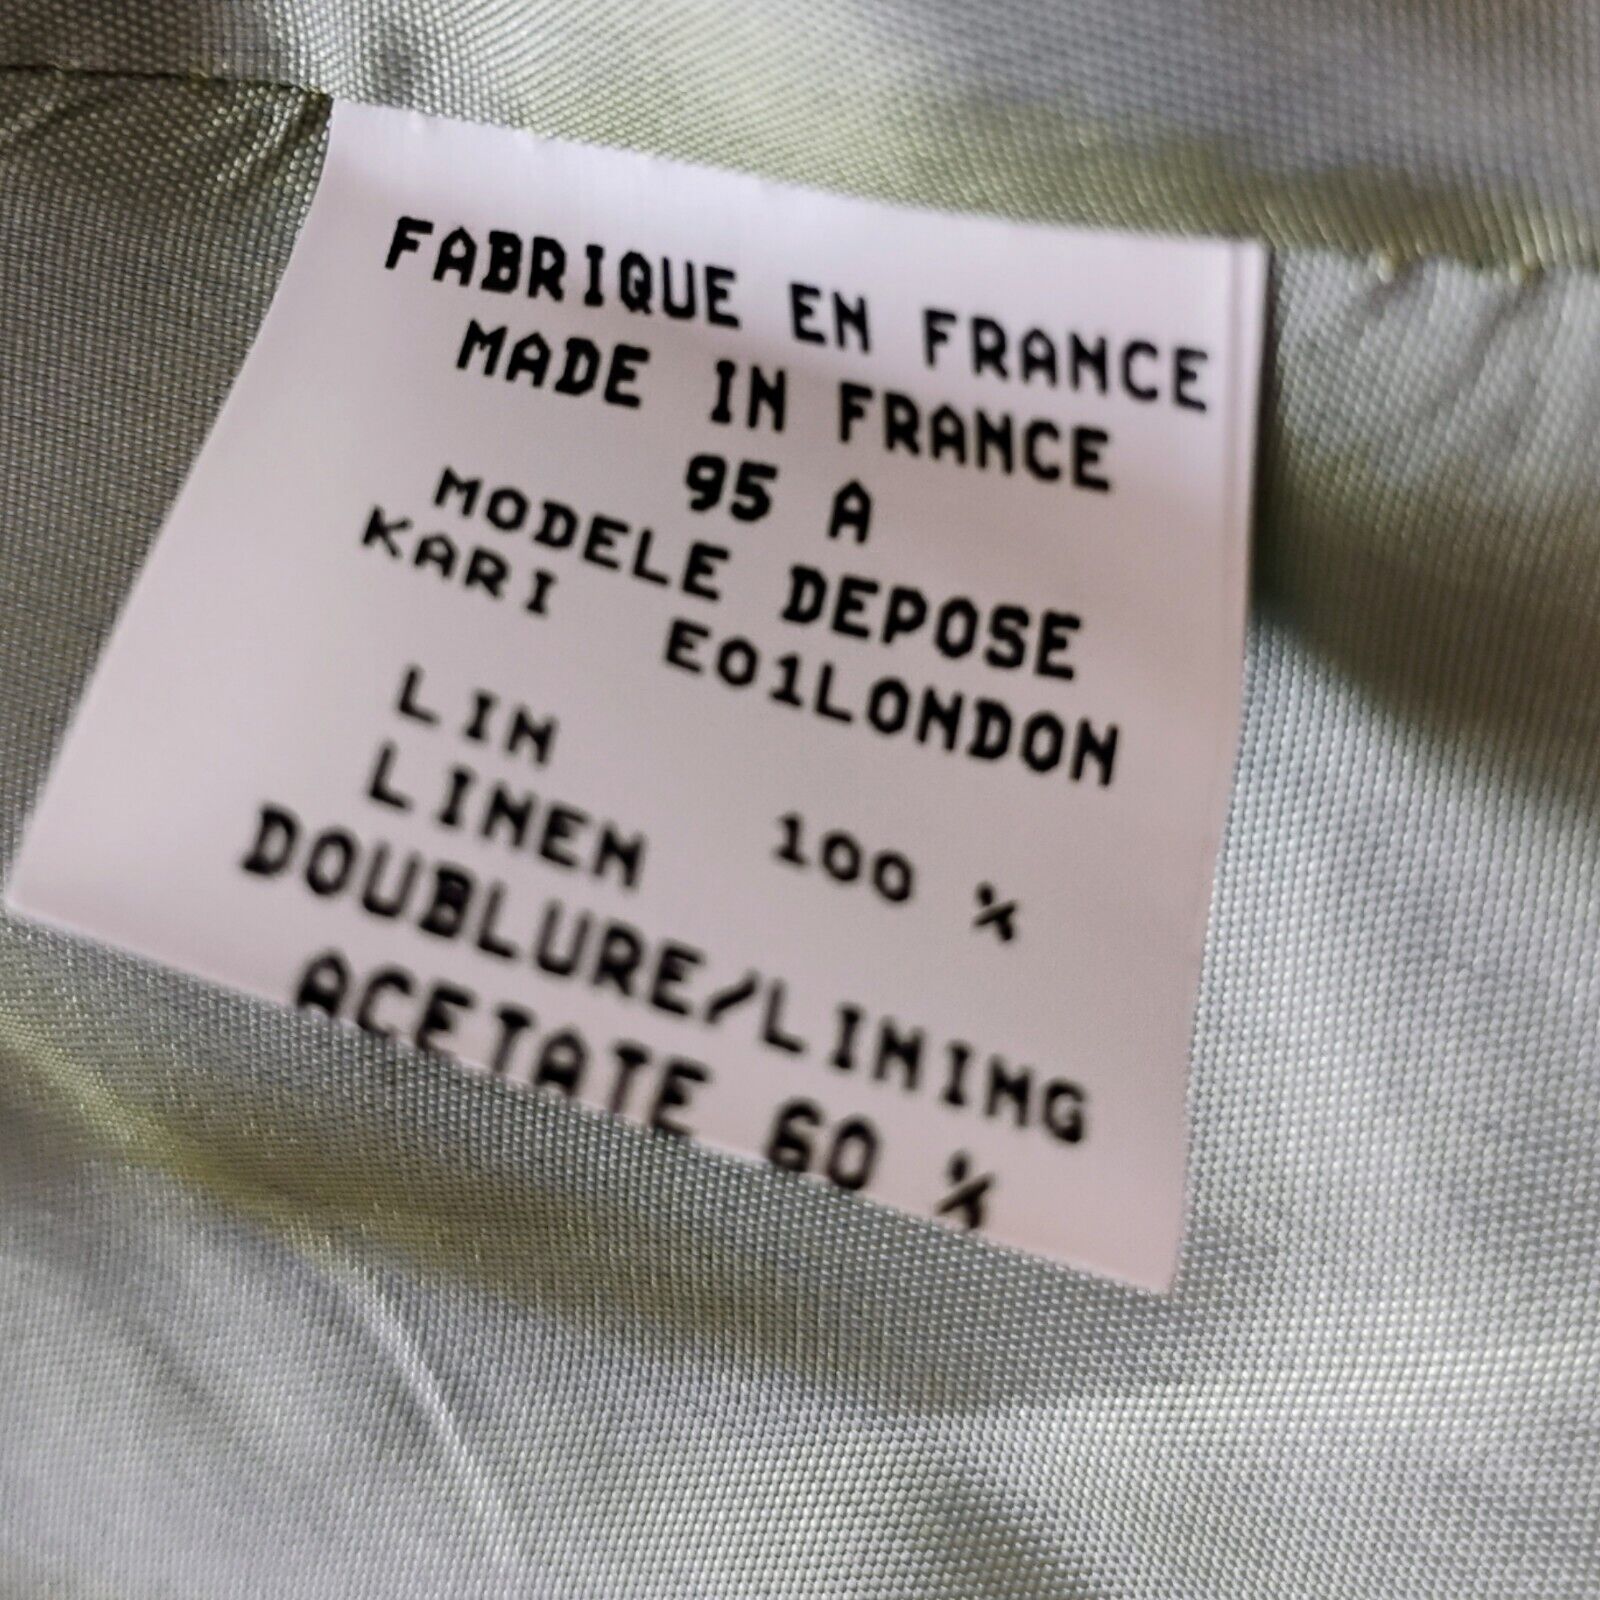 FABRIQUE EN FRANCE
MADE IN FRANCE
95 A
MODELE DEPOSE
KARI E01LONDON
LIN
LINEN 100 %
DOUBLURE/LINING
ACETATE 60 %